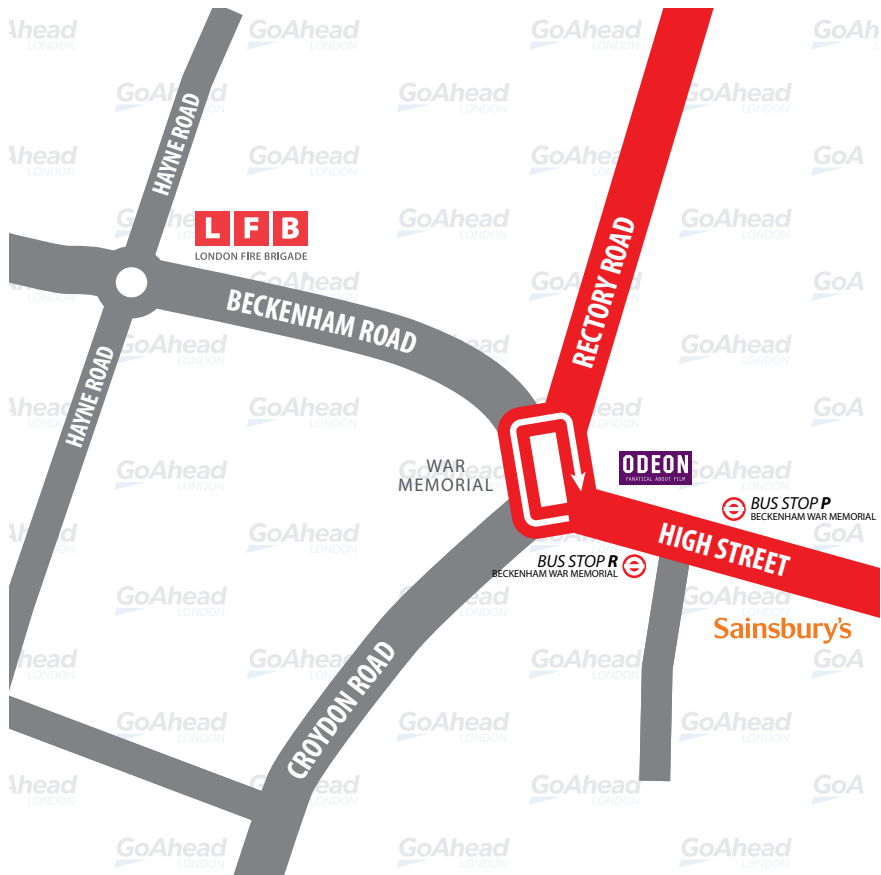 HAYNE ROAD
L F B
LONDON FIRE BRIGADE
BECKENHAM ROAD
RECTORY ROAD
HAYNE ROAD
WAR
MEMORIAL
ODEON
FANATICAL ABOUT FILM
BUS STOP P
BECKENHAM WAR MEMORIAL
HIGH STREET
BUS STOP R
BECKENHAM WAR MEMORIAL
Sainsbury's
CROYDON ROAD
GoAhead
LONDON